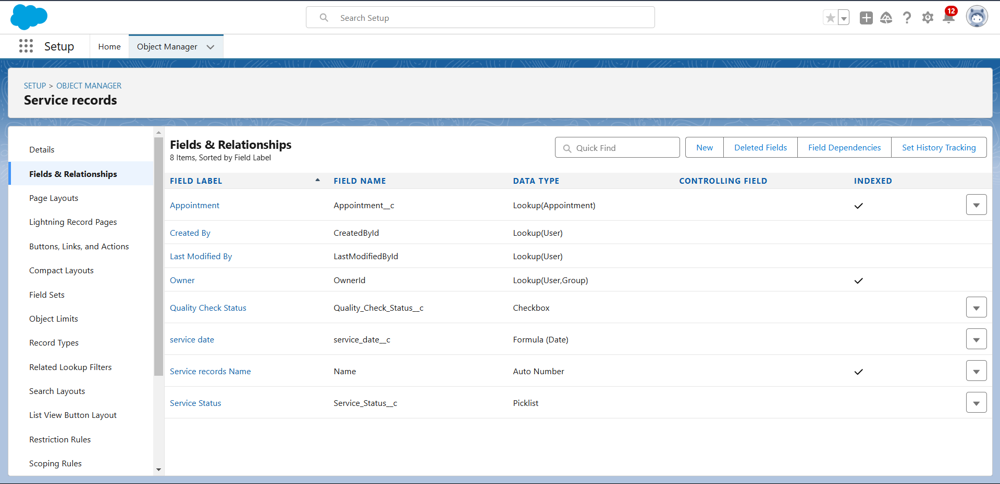 Search Setup
12
Setup
Home
Object Manager
SETUP > OBJECT MANAGER
Service records
Details
Fields & Relationships
Page Layouts
Lightning Record Pages
Buttons, Links, and Actions
Compact Layouts
Field Sets
Object Limits
Record Types
Related Lookup Filters
Search Layouts
List View Button Layout
Restriction Rules
Scoping Rules
Fields & Relationships
8 Items, Sorted by Field Label
Quick Find
New
Deleted Fields
Field Dependencies
Set History Tracking
FIELD LABEL FIELD NAME DATA TYPE CONTROLLING FIELD INDEXED
Appointment Appointment__c Lookup(Appointment)
Created By CreatedById Lookup(User)
Last Modified By LastModifiedById Lookup(User)
Owner OwnerId Lookup(User,Group)
Quality Check Status Quality_Check_Status__c Checkbox
service date service_date__c Formula (Date)
Service records Name Name Auto Number
Service Status Service_Status__c Picklist